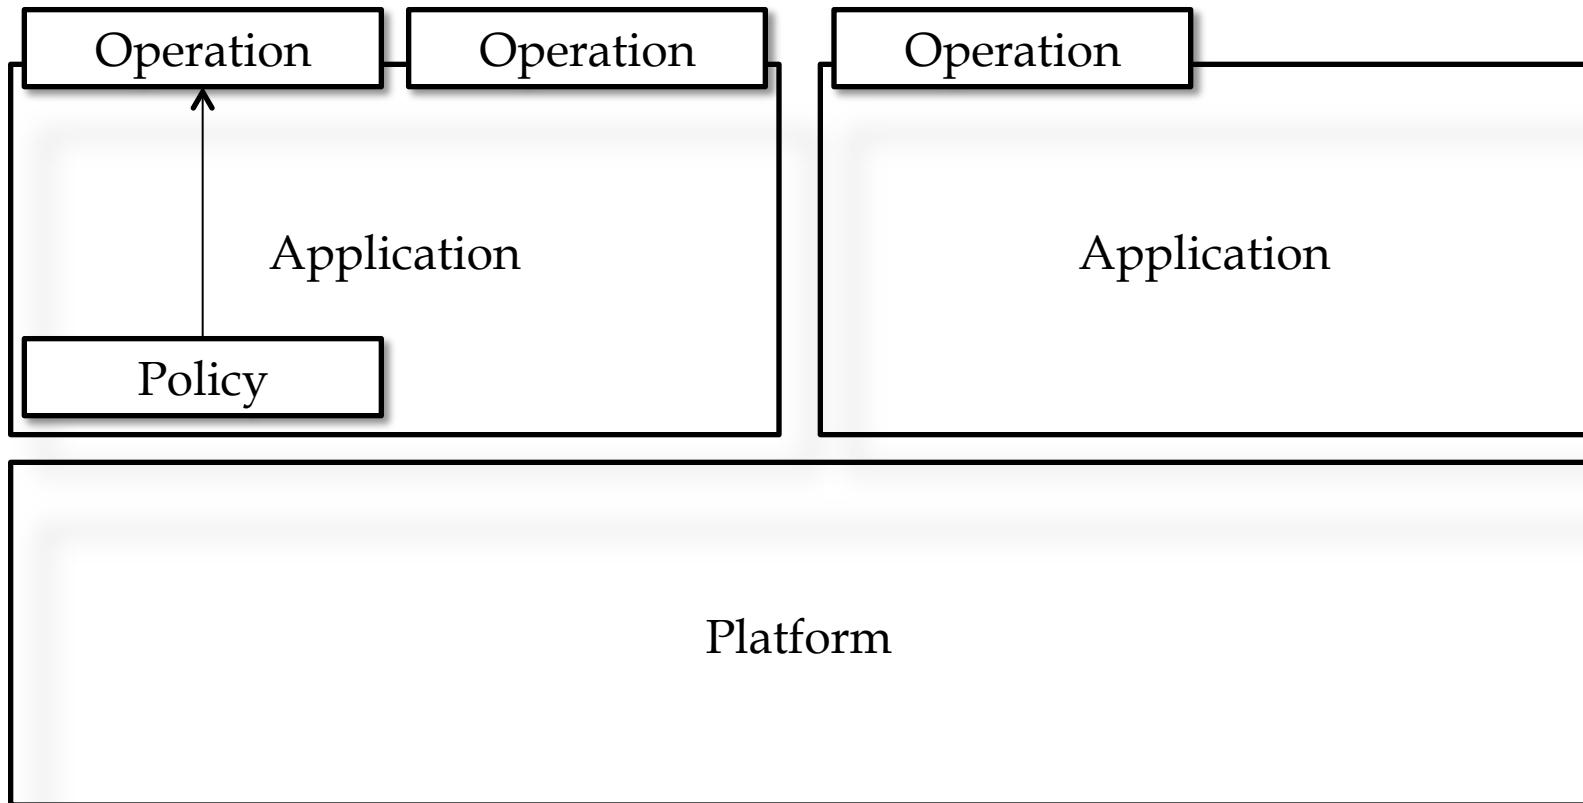 Operation
Operation
Operation
Application
Application
Policy
Platform